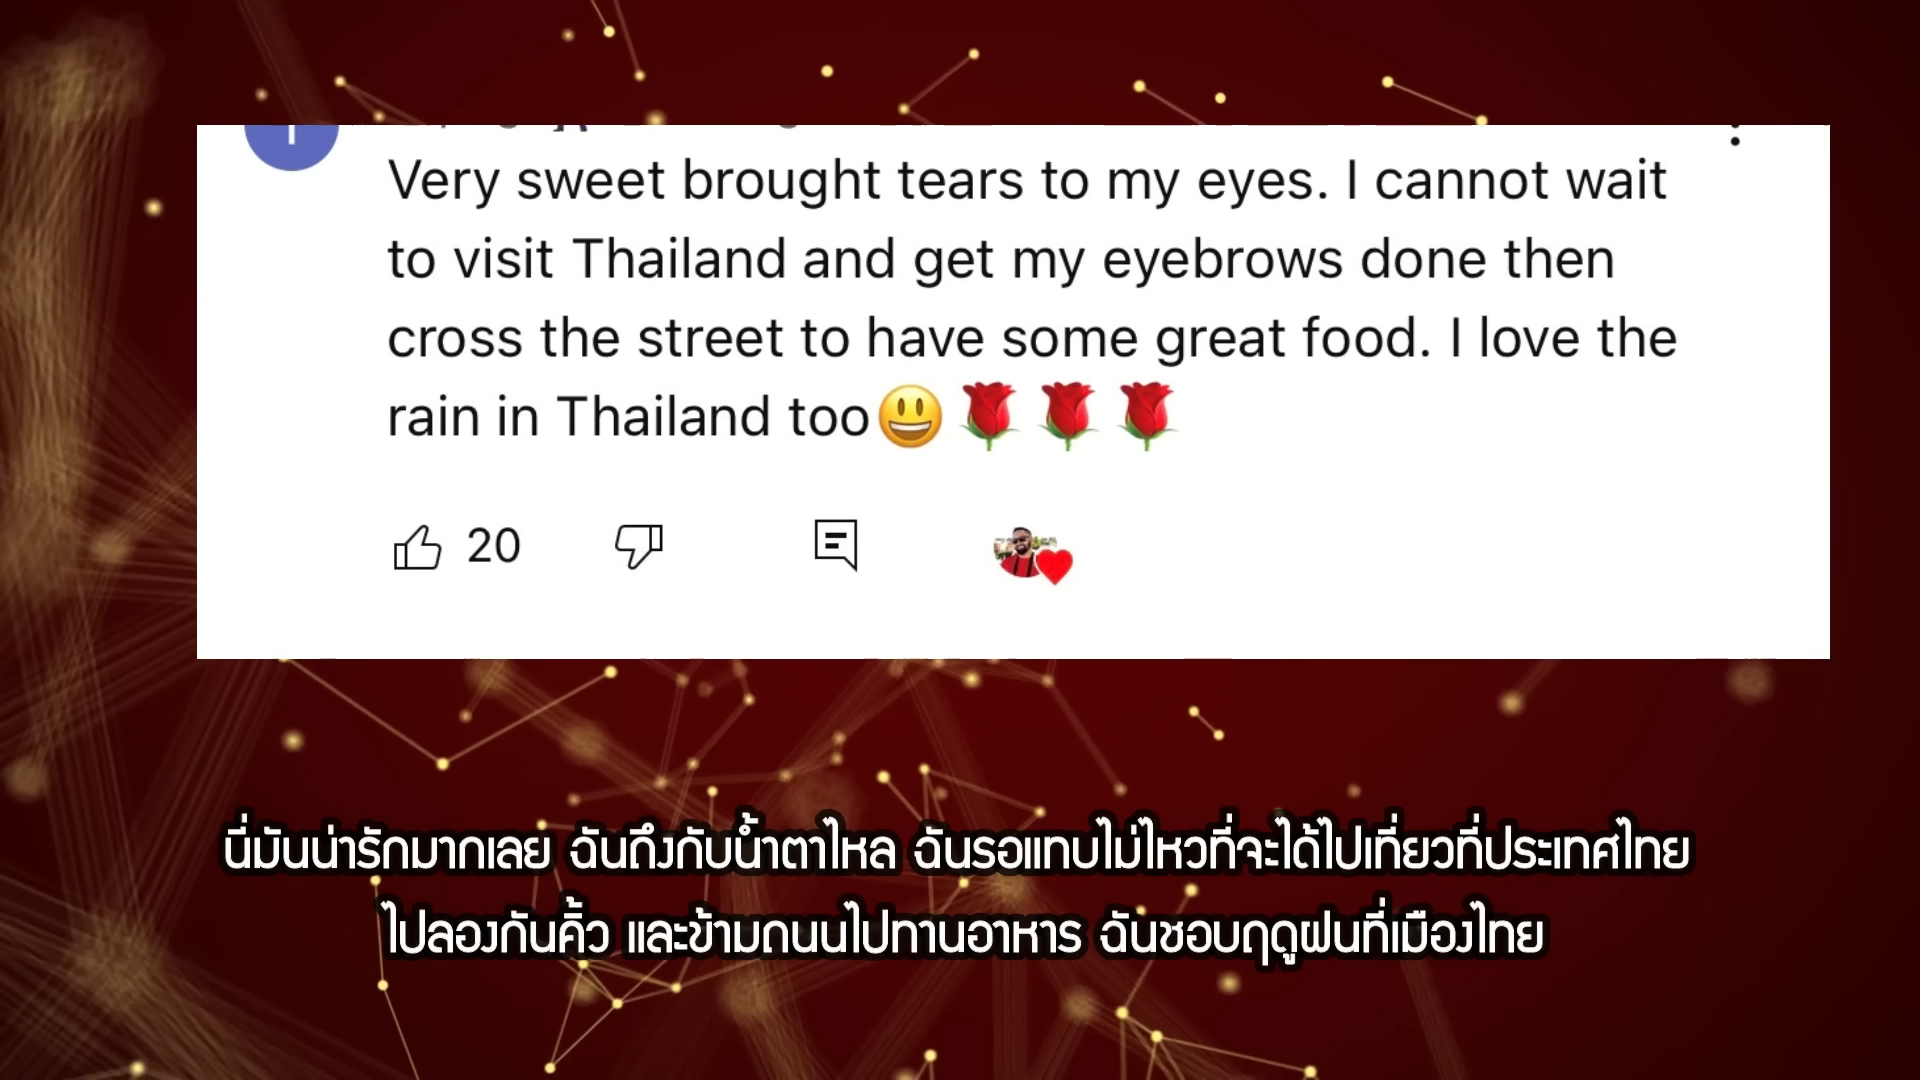 Very sweet brought tears to my eyes. I cannot wait
to visit Thailand and get my eyebrows done then
cross the street to have some great food. I love the
rain in Thailand too😃🌹🌹🌹
20
นี่มันน่ารักมากเลย ฉันถึงกับน้ำตาไหล ฉันรอแทบไม่ไหวที่จะได้ไปเที่ยวที่ประเทศไทย
ไปลองกันคิ้ว และข้ามถนนไปทานอาหาร ฉันชอบฤดูฝนที่เมืองไทย